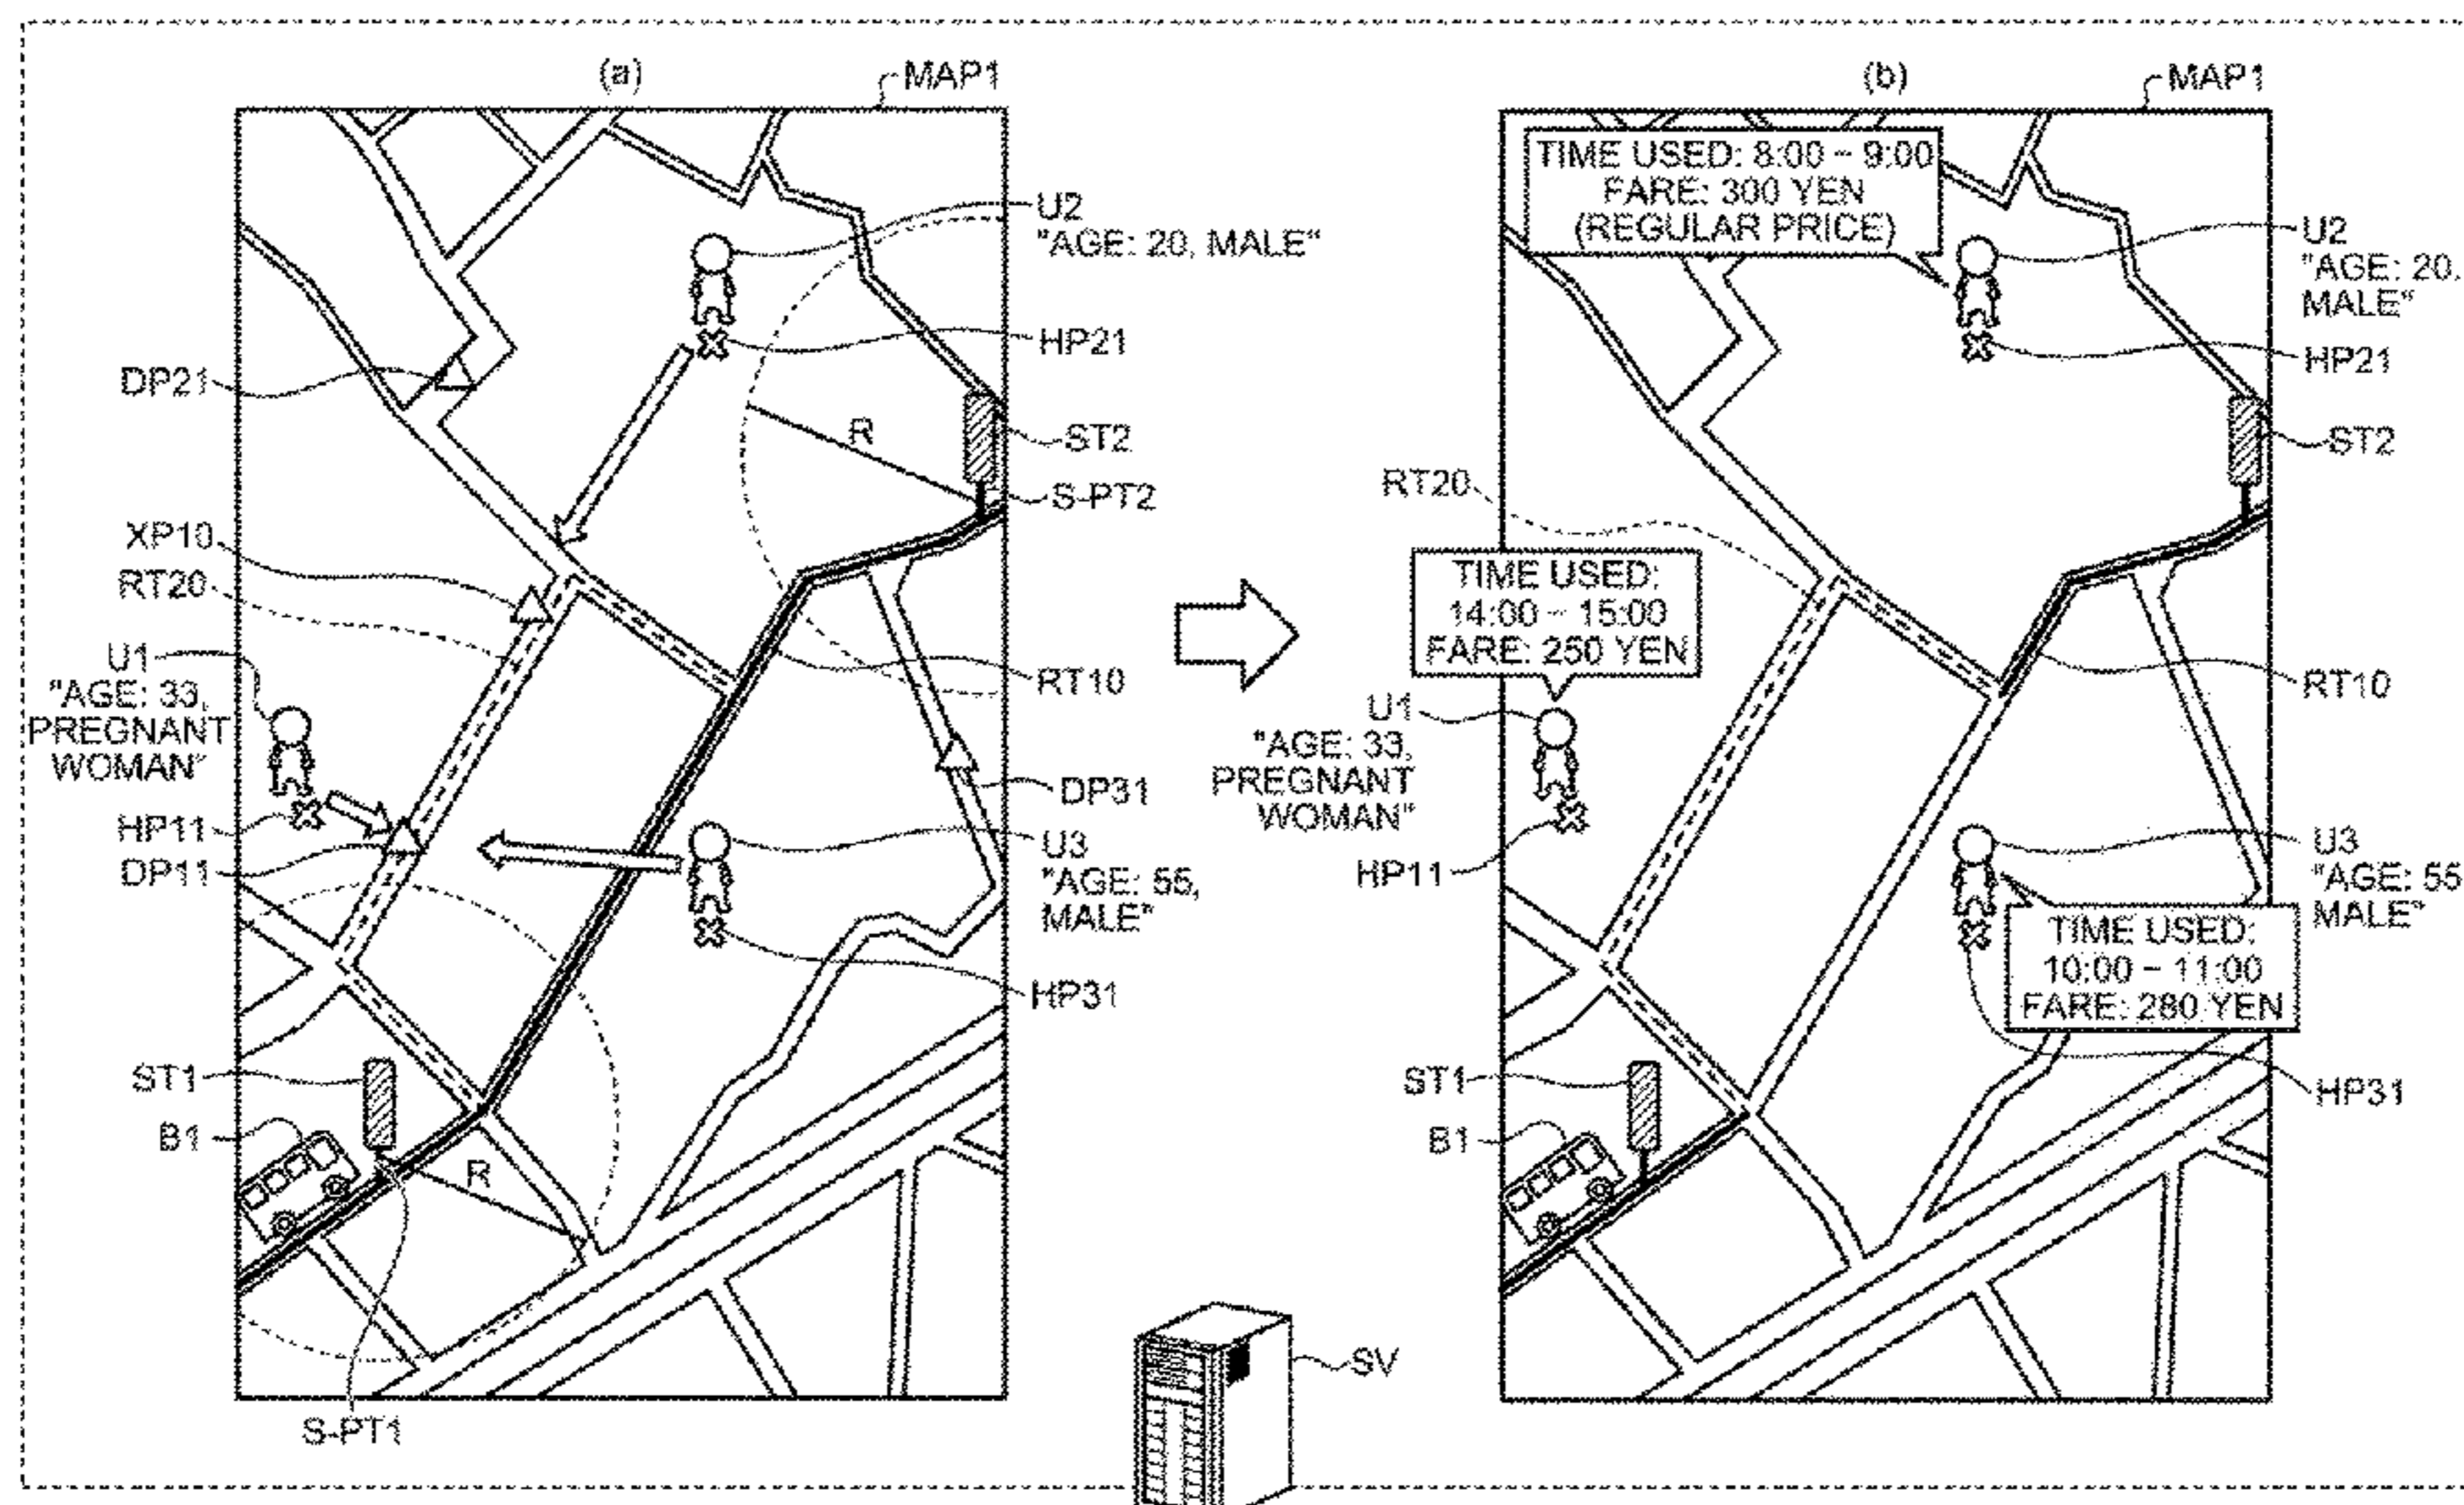 (a)
MAP1
U2
"AGE: 20, MALE"
HP21
DP21
R
ST2
S-PT2
XP10
RT20
U1
"AGE: 33,
PREGNANT
WOMAN"
RT10
DP31
HP11
DP11
U3
"AGE: 55,
MALE"
HP31
ST1
B1
R
S-PT1
SV
(b)
MAP1
TIME USED: 8:00 – 9:00
FARE: 300 YEN
(REGULAR PRICE)
U2
"AGE: 20,
MALE"
HP21
ST2
RT20
TIME USED:
14:00 – 15:00
FARE: 250 YEN
RT10
U1
"AGE: 33,
PREGNANT
WOMAN"
HP11
U3
"AGE: 55
MALE"
TIME USED:
10:00 – 11:00
FARE: 280 YEN
ST1
HP31
B1